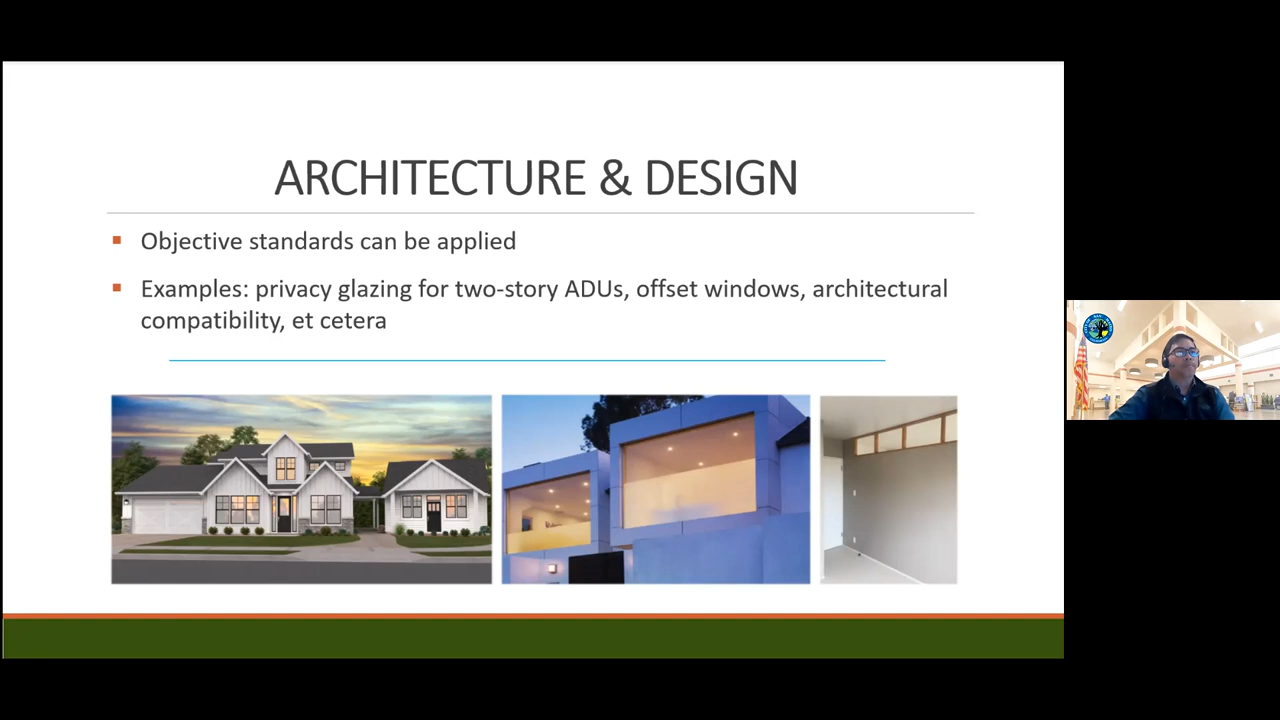 ARCHITECTURE & DESIGN
Objective standards can be applied
Examples: privacy glazing for two-story ADUs, offset windows, architectural
compatibility, et cetera